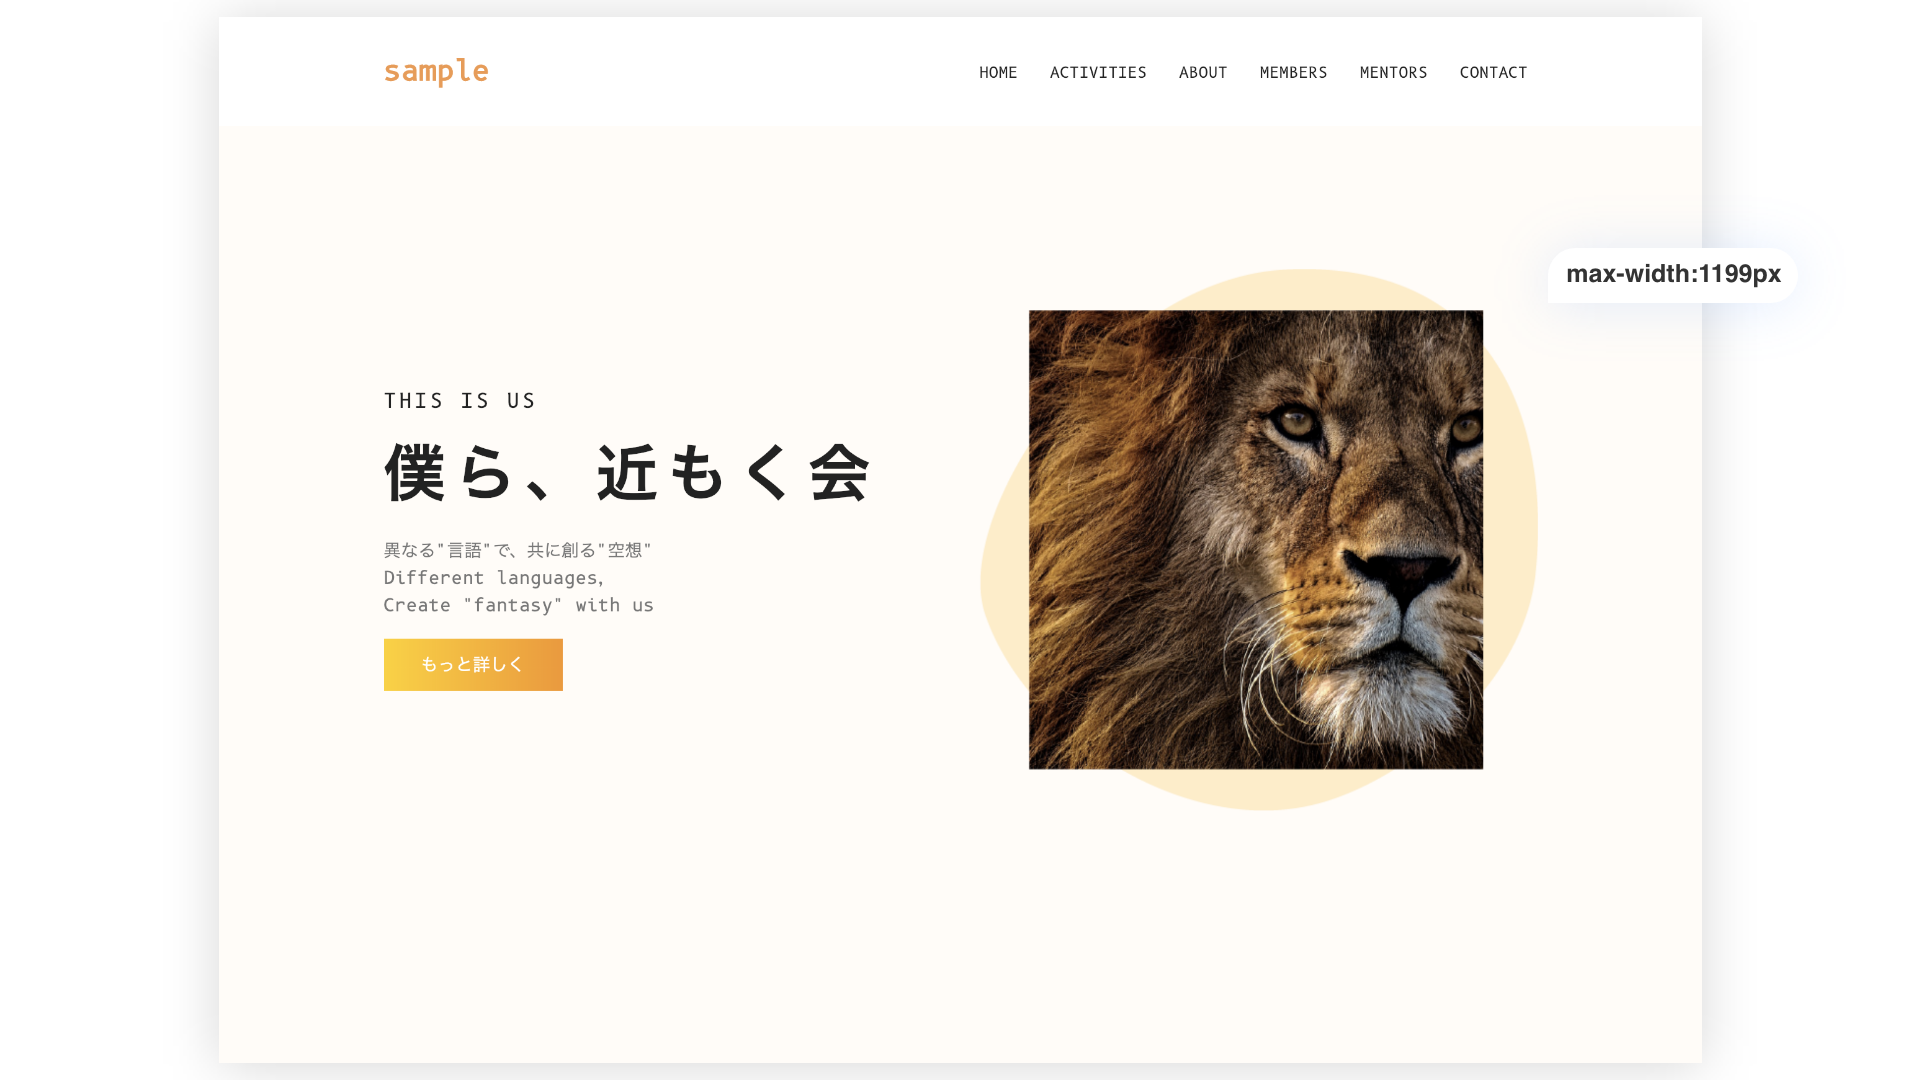 sample
HOME ACTIVITIES ABOUT MEMBERS MENTORS CONTACT
max-width:1199px
THIS IS US
僕ら、近もく会
異なる"言語"で、共に創る"空想"
Different languages,
Create "fantasy" with us
もっと詳しく